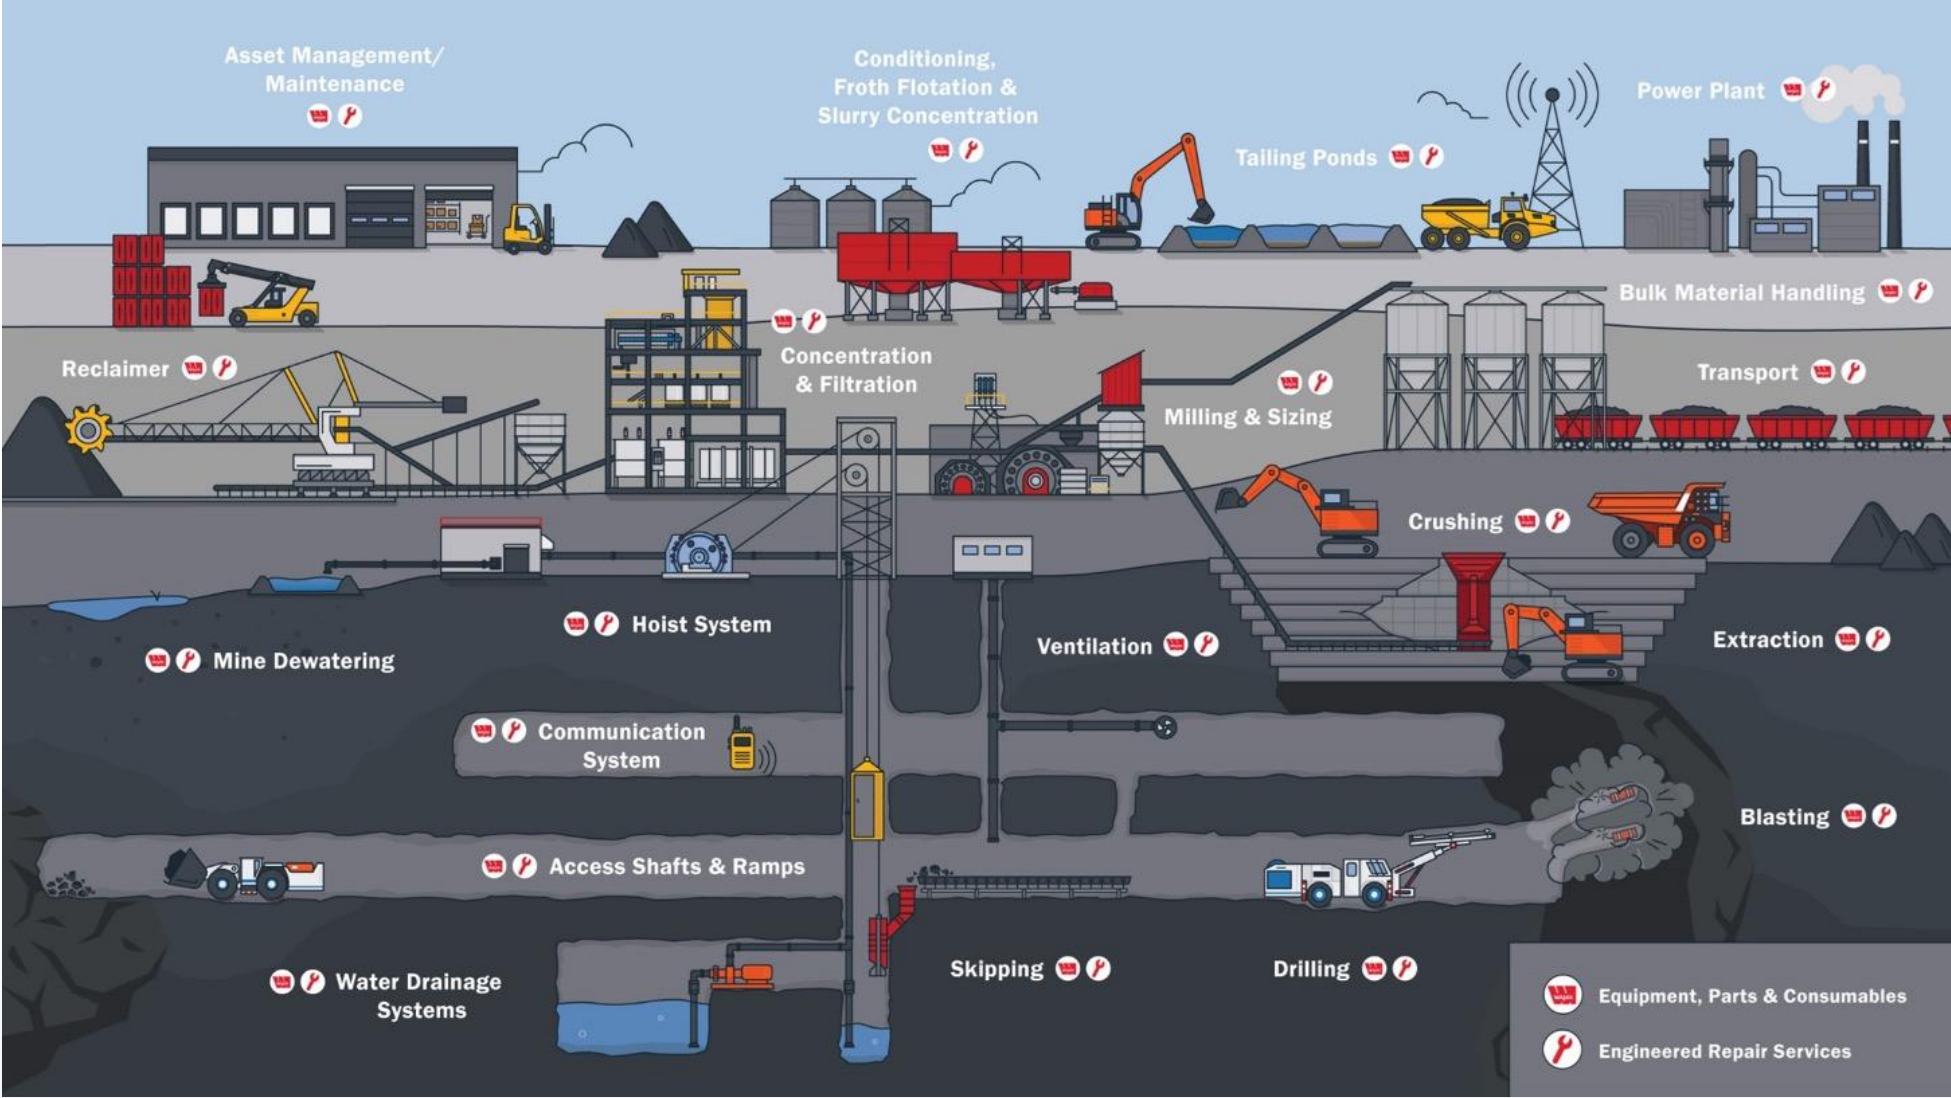 Asset Management/
Maintenance
Conditioning,
Froth Flotation &
Slurry Concentration
Tailing Ponds
Power Plant
Bulk Material Handling
Reclaimer
Concentration
& Filtration
Transport
Milling & Sizing
Crushing
Hoist System
Mine Dewatering
Ventilation
Extraction
Communication
System
Blasting
Access Shafts & Ramps
Water Drainage
Systems
Skipping
Drilling
Equipment, Parts & Consumables
Engineered Repair Services